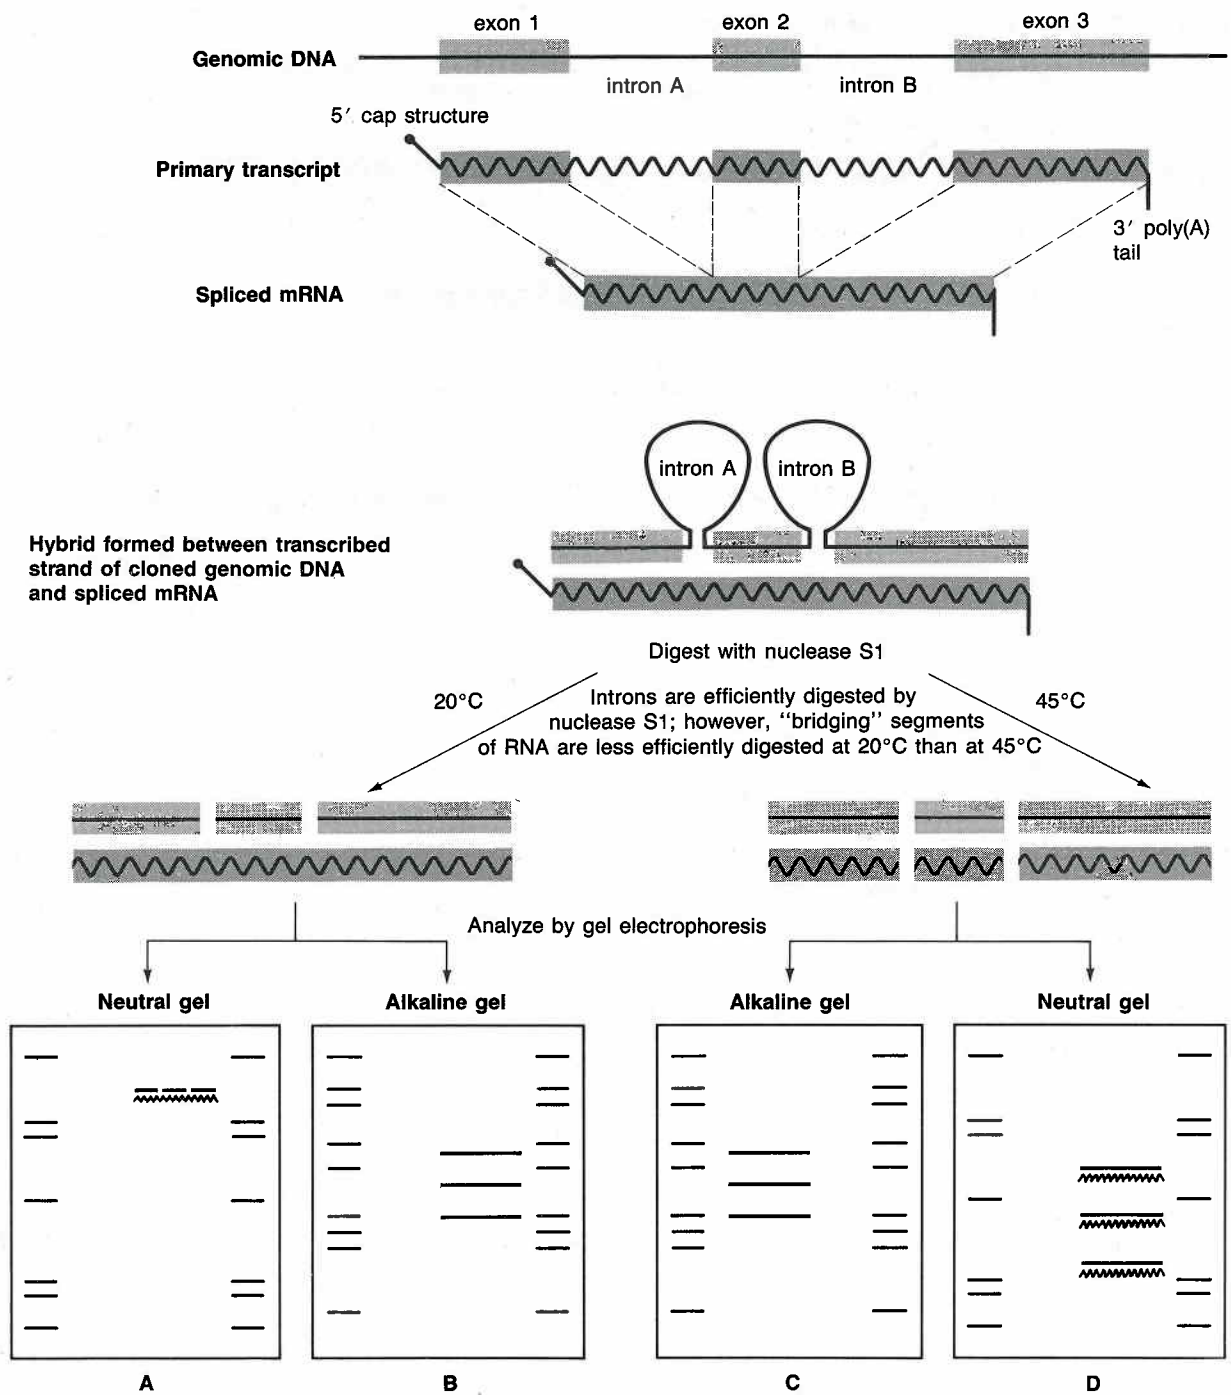 exon 1
exon 2
exon 3
Genomic DNA
intron A
intron B
5′ cap structure
Primary transcript
3′ poly(A)
tail
Spliced mRNA
intron A
intron B
Hybrid formed between transcribed
strand of cloned genomic DNA
and spliced mRNA
Digest with nuclease S1
20°C
Introns are efficiently digested by
nuclease S1; however, “bridging” segments
of RNA are less efficiently digested at 20°C than at 45°C
45°C
Analyze by gel electrophoresis
Neutral gel
Alkaline gel
Alkaline gel
Neutral gel
A
B
C
D